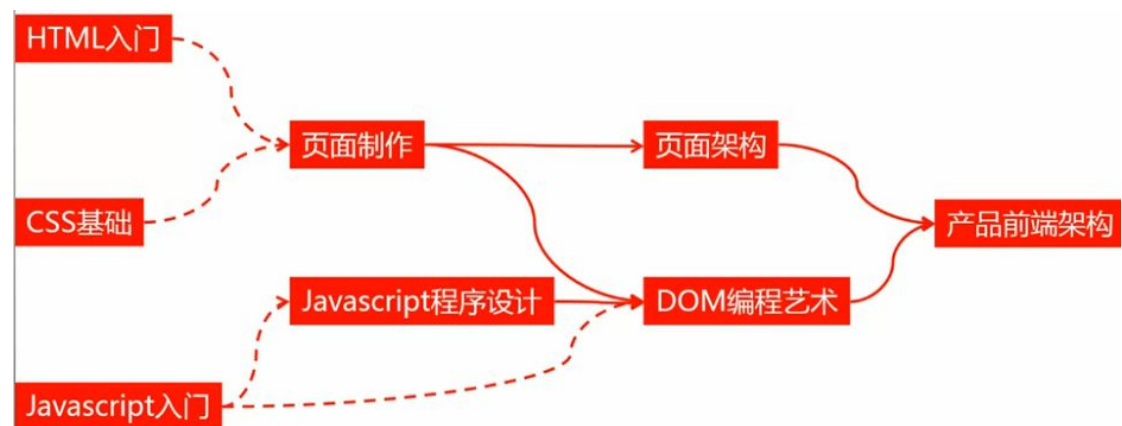 HTML入门
页面制作
页面架构
CSS基础
产品前端架构
Javascript程序设计
DOM编程艺术
Javascript入门